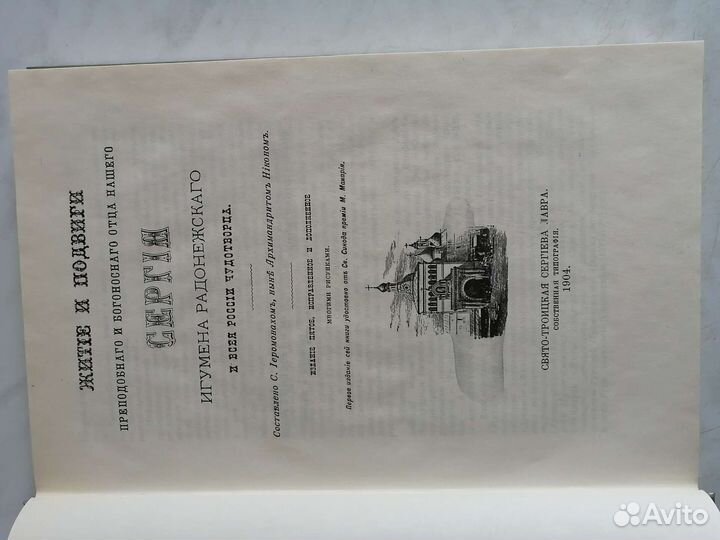 ЖИТІЕ И ПОДВИГИ
ПРЕПОДОБНАГО И БОГОНОСНАГО ОТЦА НАШЕГО
СЕРГІЯ
ИГУМЕНА РАДОНЕЖСКАГО
И ВСЕЯ РОССІИ ЧУДОТВОРЦА.
Составлено С. Іеромонахомъ, нынѣ Архимандритомъ Нікономъ.
ИЗДАНІЕ ПЯТОЕ, ИСПРАВЛЕННОЕ И ДОПОЛНЕННОЕ
МНОГИМИ РИСУНКАМИ.
Первое изданіе сей книги удостоено отъ Св. Синода преміи М. Макарія.
СВЯТО-ТРОИЦКАЯ СЕРГІЕВА ЛАВРА.
СОБСТВЕННАЯ ТИПОГРАФІЯ.
1904.
Avito